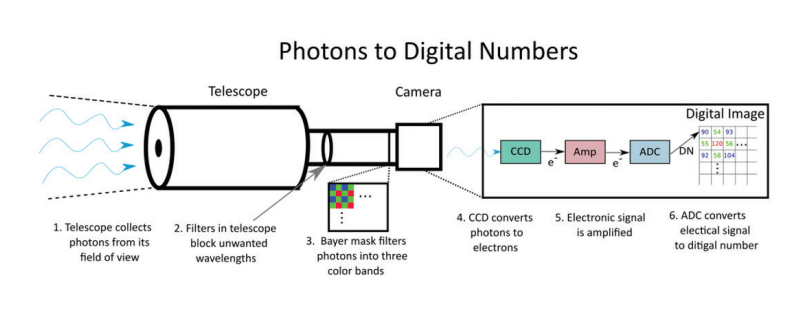 Photons to Digital Numbers
Telescope
Camera
Digital Image
CCD
e-
Amp
e-
ADC
DN
90 54 93
55 120 56 ...
92 58 104
1. Telescope collects
photons from its
field of view
2. Filters in telescope
block unwanted
wavelengths
3. Bayer mask filters
photons into three
color bands
4. CCD converts
photons to
electrons
5. Electronic signal
is amplified
6. ADC converts
electical signal
to ditigal number